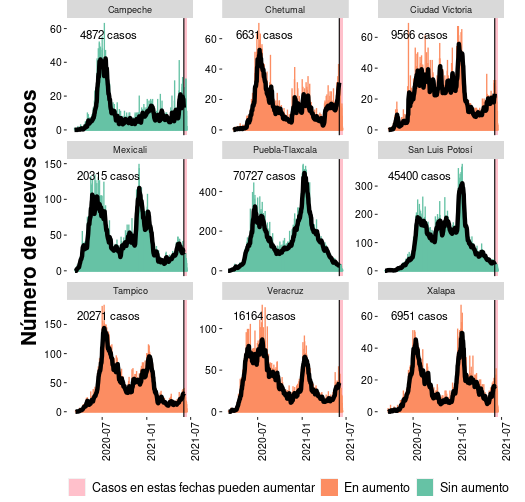 Campeche
Chetumal
Ciudad Victoria
4872 casos
6631 casos
9566 casos
60
40
20
0
60
40
20
0
60
40
20
0
Mexicali
Puebla-Tlaxcala
San Luis Potosí
20315 casos
70727 casos
45400 casos
150
100
50
0
400
200
0
300
200
100
0
Tampico
Veracruz
Xalapa
20271 casos
16164 casos
6951 casos
150
100
50
0
100
50
0
60
40
20
0
2020-07
2021-01
2021-07
2020-07
2021-01
2021-07
2020-07
2021-01
2021-07
Número de nuevos casos
Casos en estas fechas pueden aumentar
En aumento
Sin aumento